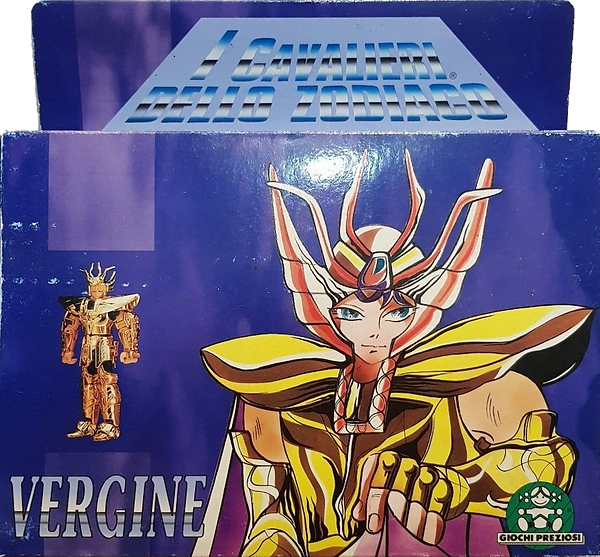 I CAVALIERI®
DELLO ZODIACO
VERGINE
GIOCHI PREZIOSI